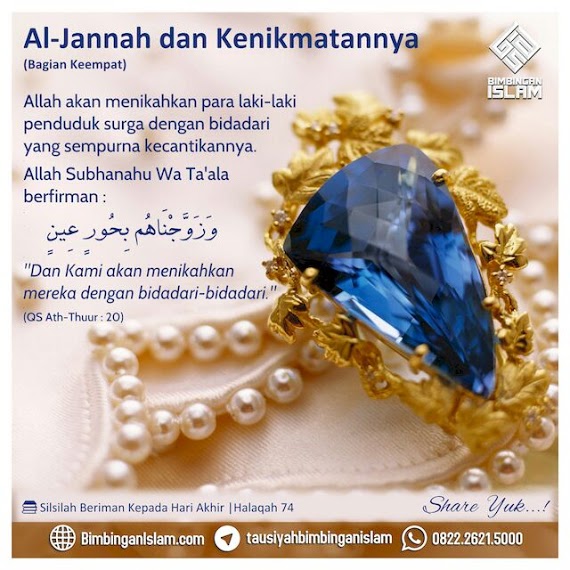 Al-Jannah dan Kenikmatannya
(Bagian Keempat)
BIMBINGAN
ISLAM
Allah akan menikahkan para laki-laki
penduduk surga dengan bidadari
yang sempurna kecantikannya.
Allah Subhanahu Wa Ta'ala
berfirman :
وَزَوَّجْنَاهُم بِحُورٍ عِينٍ
"Dan Kami akan menikahkan
mereka dengan bidadari-bidadari."
(QS Ath-Thuur : 20)
Silsilah Beriman Kepada Hari Akhir |Halaqah 74
Share Yuk...!
BimbinganIslam.com
tausiyahbimbinganislam
0822.2621.5000